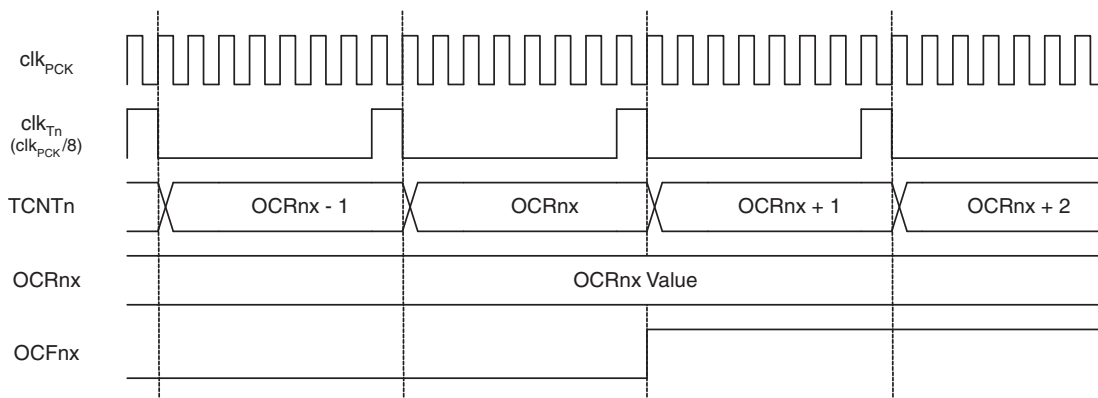 clkPCK
clkTn
(clkPCK/8)
TCNTn OCRnx - 1 OCRnx OCRnx + 1 OCRnx + 2
OCRnx OCRnx Value
OCFnx